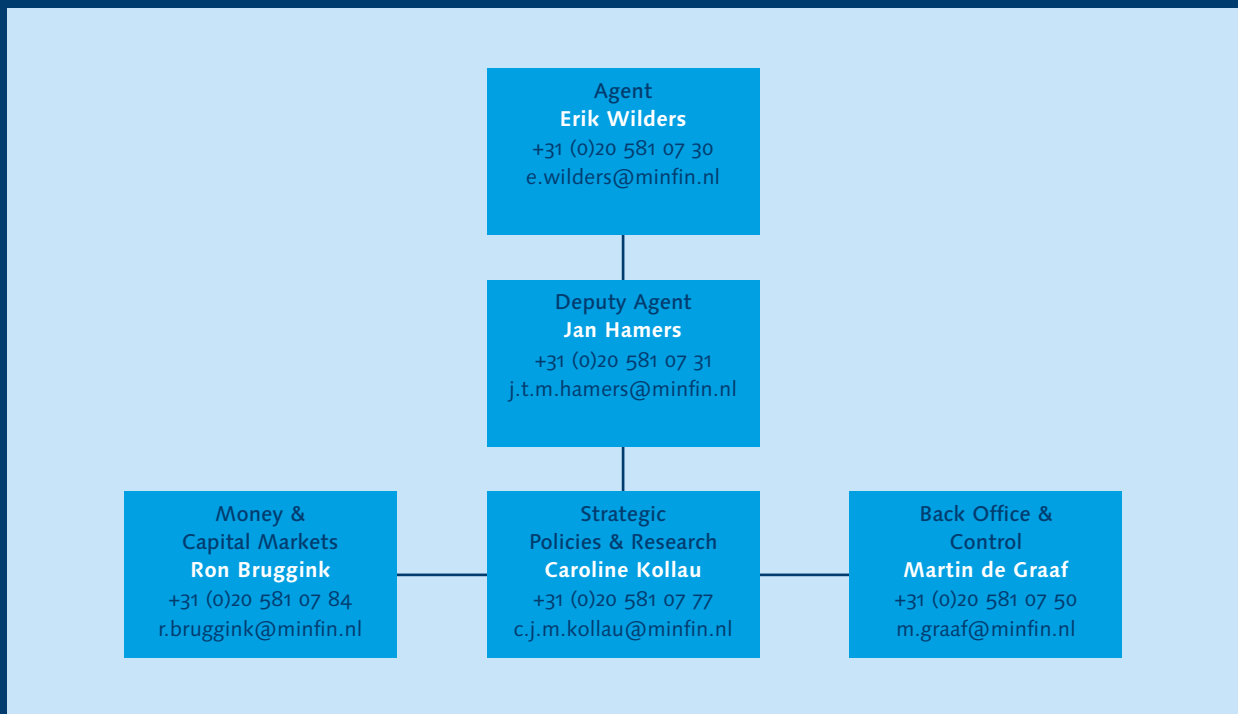 Agent
Erik Wilders
+31 (0)20 581 07 30
e.wilders@minfin.nl
Deputy Agent
Jan Hamers
+31 (0)20 581 07 31
j.t.m.hamers@minfin.nl
Money &
Capital Markets
Ron Bruggink
+31 (0)20 581 07 84
r.bruggink@minfin.nl
Strategic
Policies & Research
Caroline Kollau
+31 (0)20 581 07 77
c.j.m.kollau@minfin.nl
Back Office &
Control
Martin de Graaf
+31 (0)20 581 07 50
m.graaf@minfin.nl